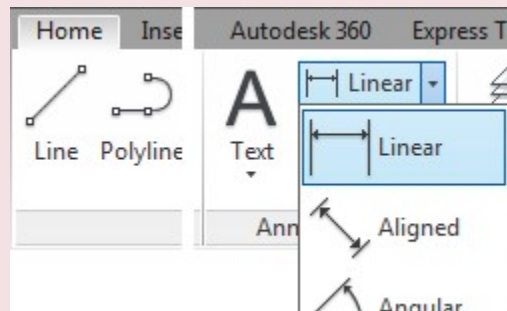 Home Inse Autodesk 360 Express T
Linear
Line Polyline Text Linear
Ann Aligned
Angular